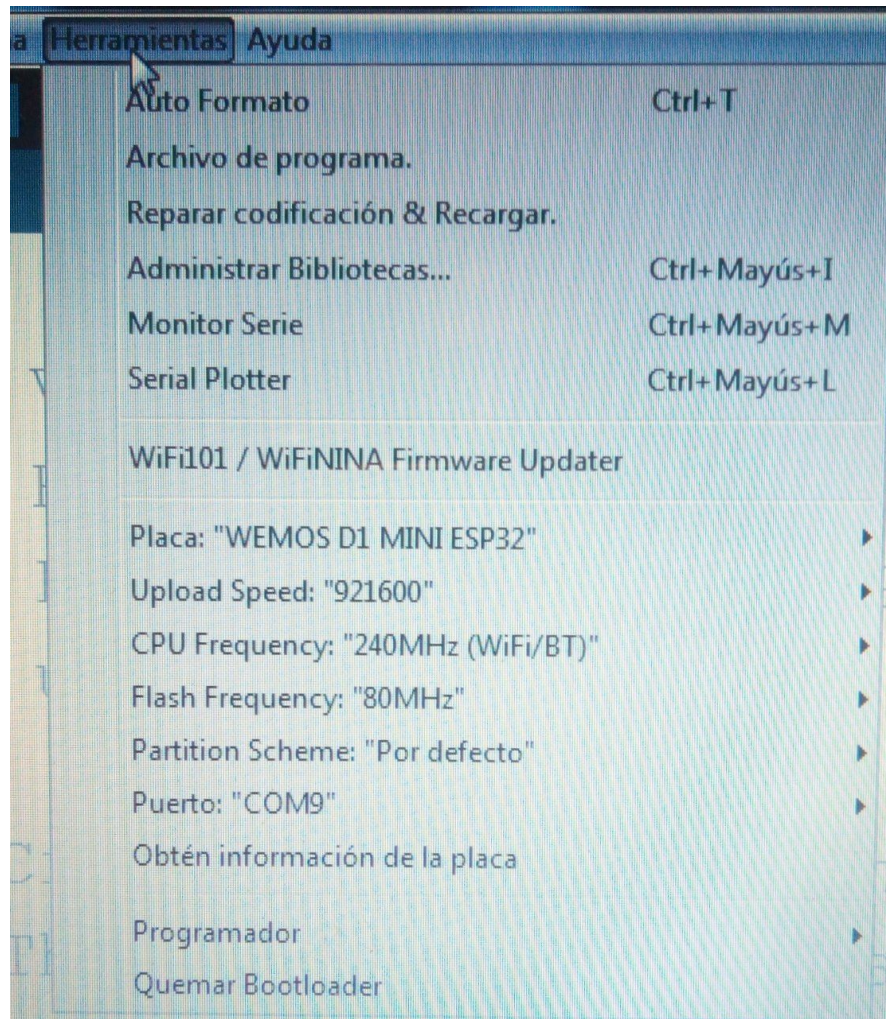 Herramientas Ayuda
Auto Formato Ctrl+T
Archivo de programa.
Reparar codificación & Recargar.
Administrar Bibliotecas... Ctrl+Mayús+I
Monitor Serie Ctrl+Mayús+M
Serial Plotter Ctrl+Mayús+L
WiFi101 / WiFiNINA Firmware Updater
Placa: "WEMOS D1 MINI ESP32"
Upload Speed: "921600"
CPU Frequency: "240MHz (WiFi/BT)"
Flash Frequency: "80MHz"
Partition Scheme: "Por defecto"
Puerto: "COM9"
Obtén información de la placa
Programador
Quemar Bootloader